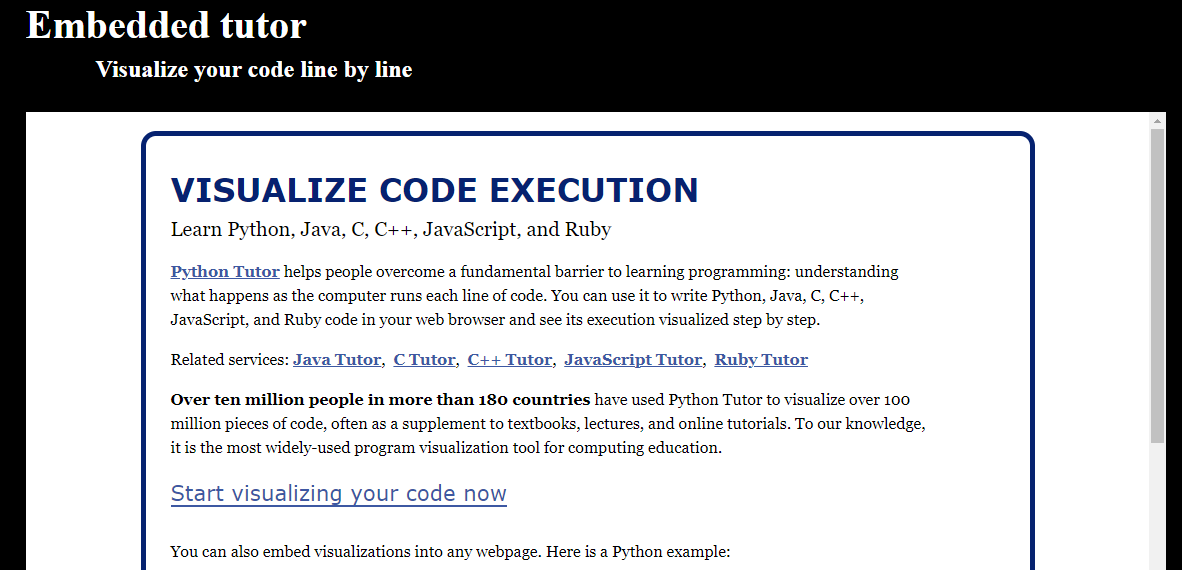 Embedded tutor
Visualize your code line by line
VISUALIZE CODE EXECUTION
Learn Python, Java, C, C++, JavaScript, and Ruby
Python Tutor helps people overcome a fundamental barrier to learning programming: understanding
what happens as the computer runs each line of code. You can use it to write Python, Java, C, C++,
JavaScript, and Ruby code in your web browser and see its execution visualized step by step.
Related services: Java Tutor, C Tutor, C++ Tutor, JavaScript Tutor, Ruby Tutor
Over ten million people in more than 180 countries have used Python Tutor to visualize over 100
million pieces of code, often as a supplement to textbooks, lectures, and online tutorials. To our knowledge,
it is the most widely-used program visualization tool for computing education.
Start visualizing your code now
You can also embed visualizations into any webpage. Here is a Python example: